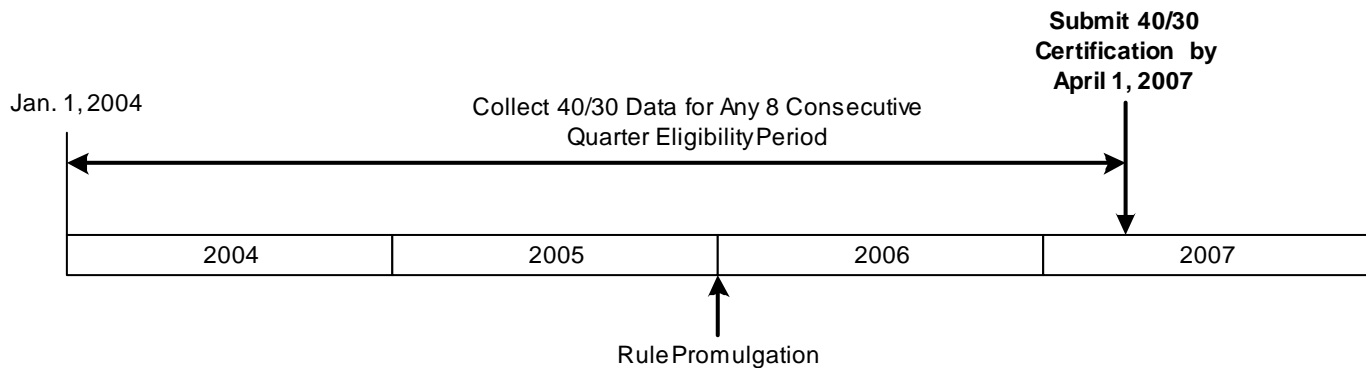 Submit 40/30
Certification by
April 1, 2007
Jan. 1, 2004
Collect 40/30 Data for Any 8 Consecutive
Quarter Eligibility Period
2004
2005
2006
2007
Rule Promulgation